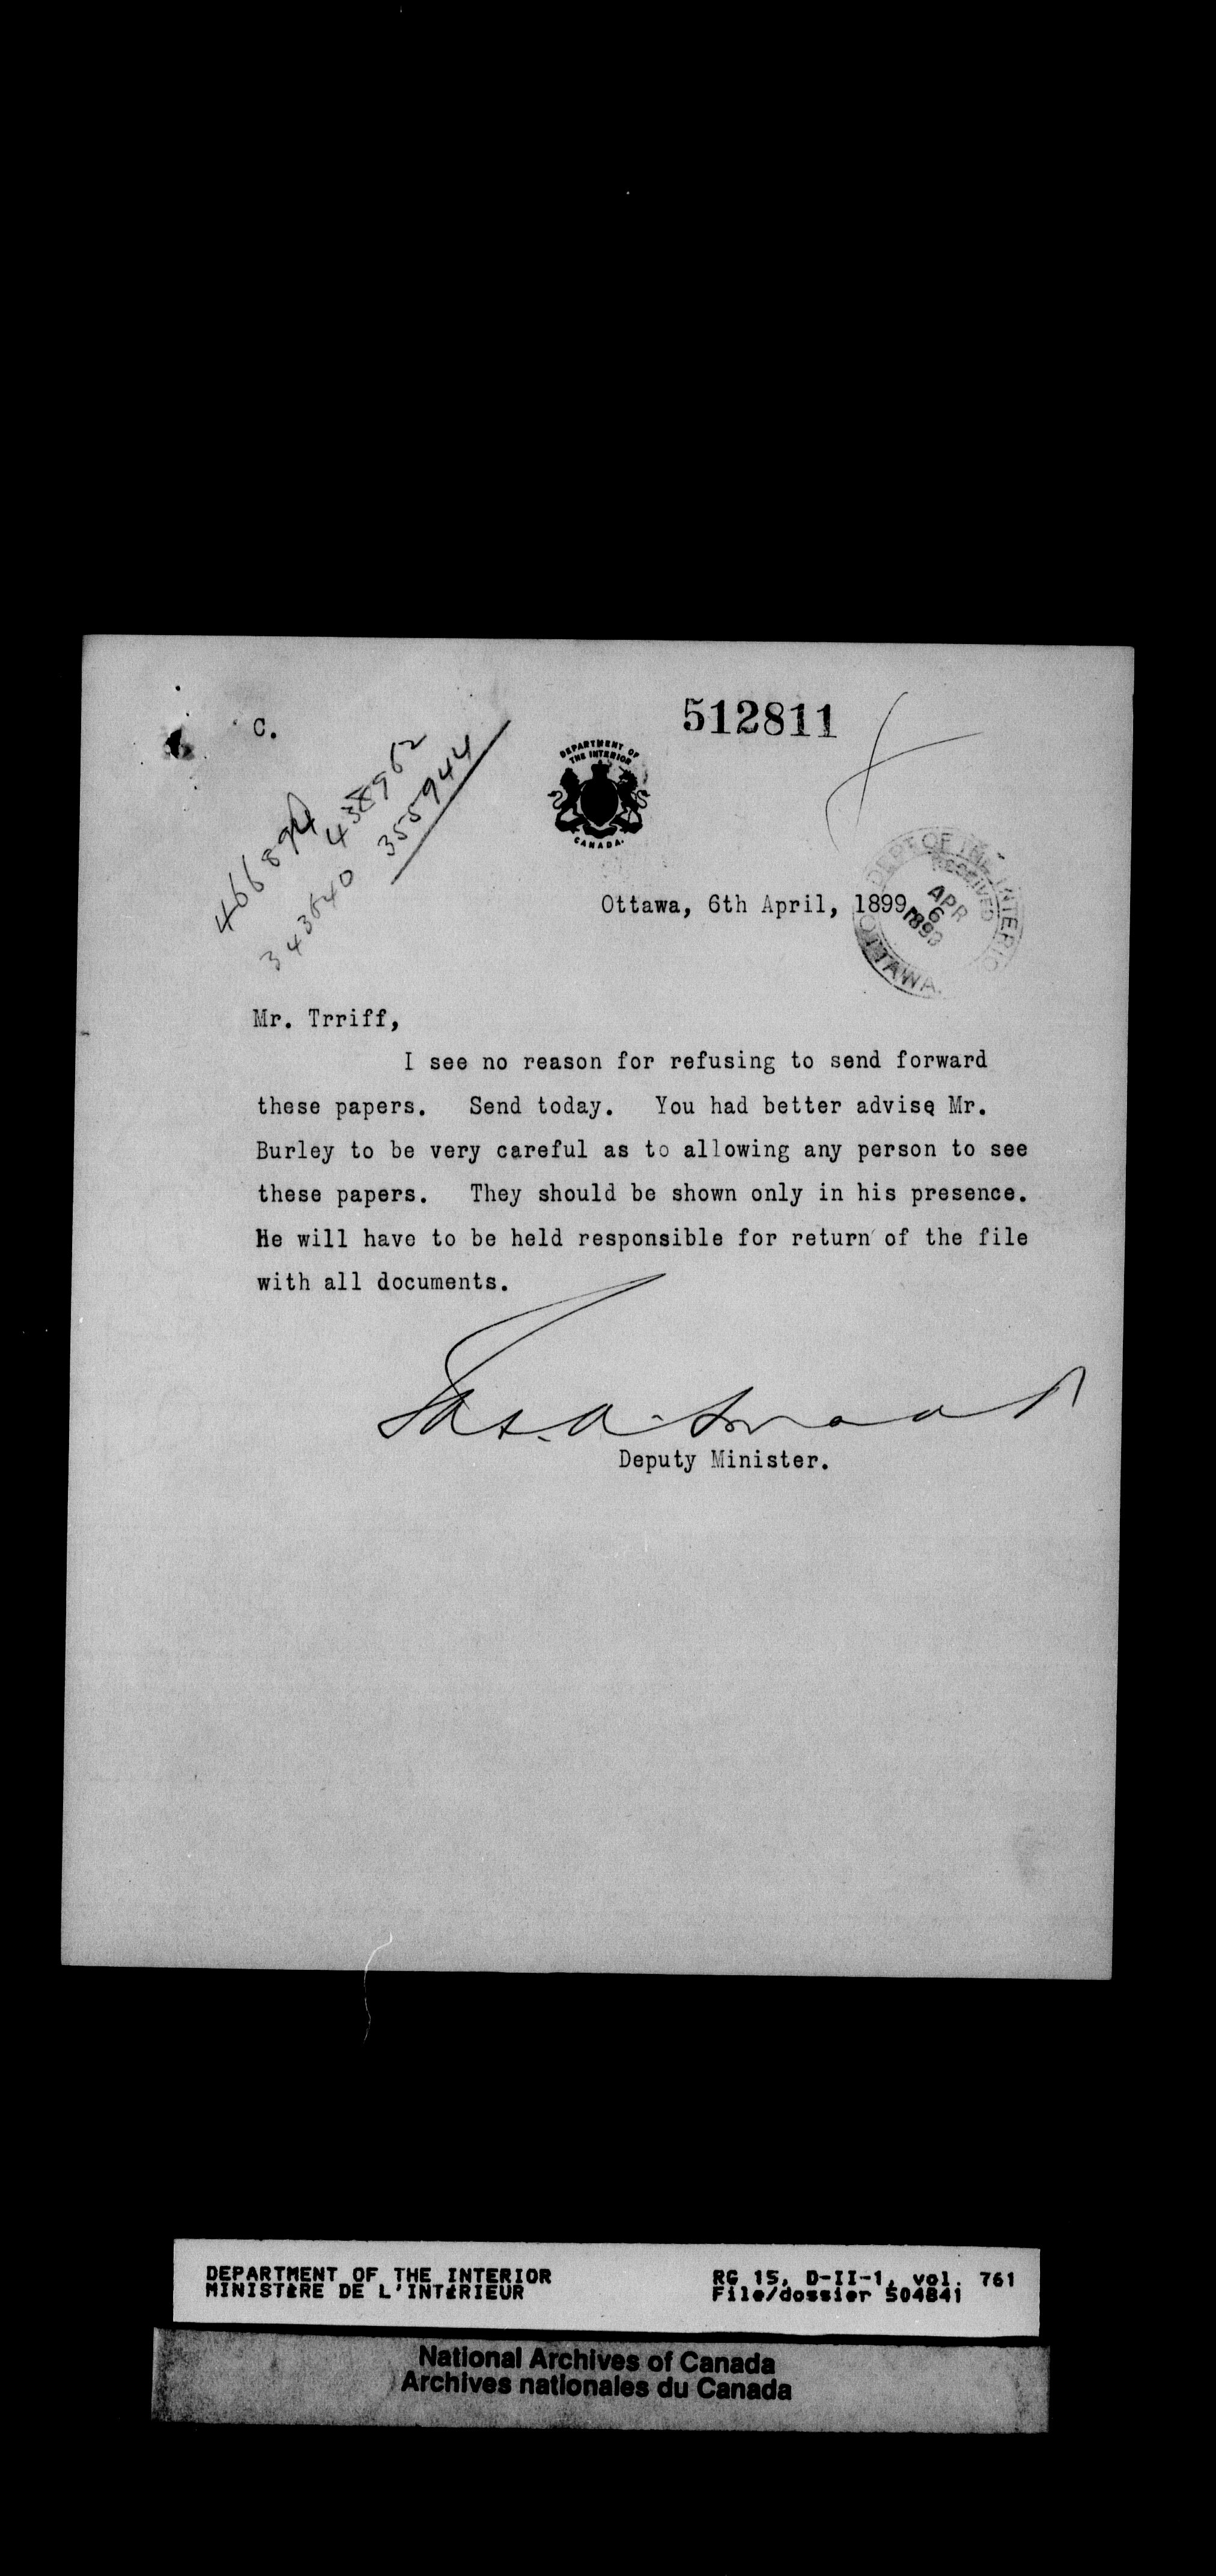 512811
C.
466894
438962
343640
355944
DEPARTMENT OF
THE INTERIOR
CANADA.
DEPT OF THE INTERIOR
RECEIVED
APR
6
1899
OTTAWA.
Ottawa, 6th April, 1899.
Mr. Trriff,
I see no reason for refusing to send forward
these papers. Send today. You had better advise Mr.
Burley to be very careful as to allowing any person to see
these papers. They should be shown only in his presence.
He will have to be held responsible for return of the file
with all documents.
Jas. A. Smart
Deputy Minister.
DEPARTMENT OF THE INTERIOR
MINISTÈRE DE L'INTÉRIEUR
RG 15, D-II-1, vol. 761
File/dossier 504841
National Archives of Canada
Archives nationales du Canada